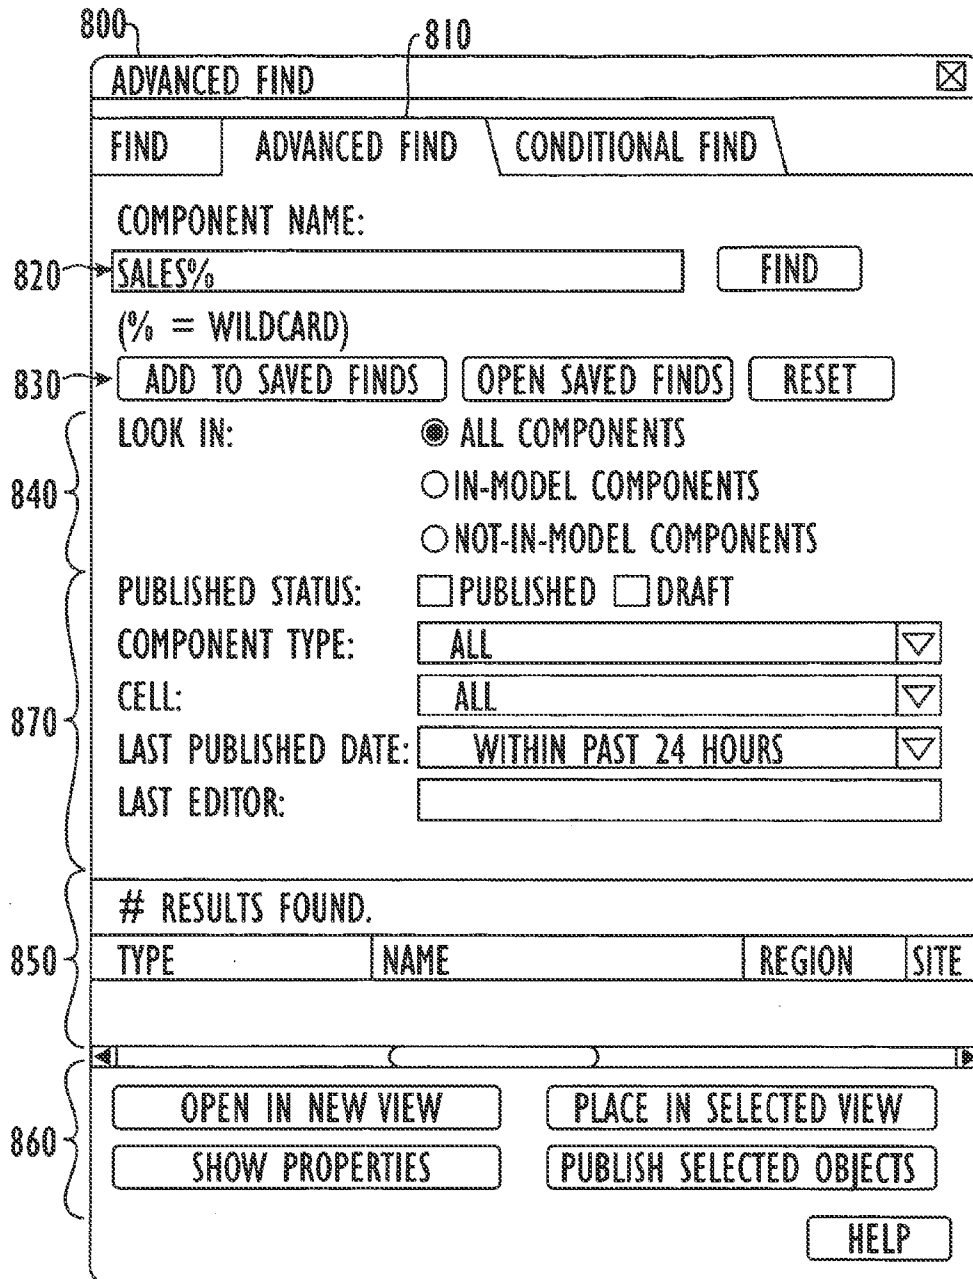 800
810
ADVANCED FIND
FIND ADVANCED FIND CONDITIONAL FIND
COMPONENT NAME:
820 SALES% FIND
(% = WILDCARD)
830 ADD TO SAVED FINDS OPEN SAVED FINDS RESET
LOOK IN: ALL COMPONENTS
840 IN-MODEL COMPONENTS
NOT-IN-MODEL COMPONENTS
PUBLISHED STATUS: PUBLISHED DRAFT
COMPONENT TYPE: ALL
CELL: ALL
870
LAST PUBLISHED DATE: WITHIN PAST 24 HOURS
LAST EDITOR:
# RESULTS FOUND.
850 TYPE NAME REGION SITE
OPEN IN NEW VIEW PLACE IN SELECTED VIEW
860
SHOW PROPERTIES PUBLISH SELECTED OBJECTS
HELP